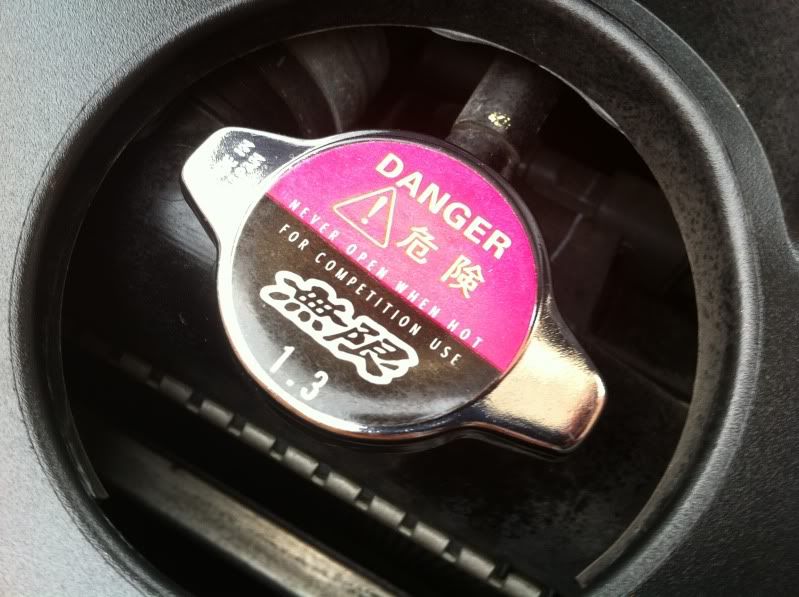 DANGER
危険
NEVER OPEN WHEN HOT
FOR COMPETITION USE
無限
1.3